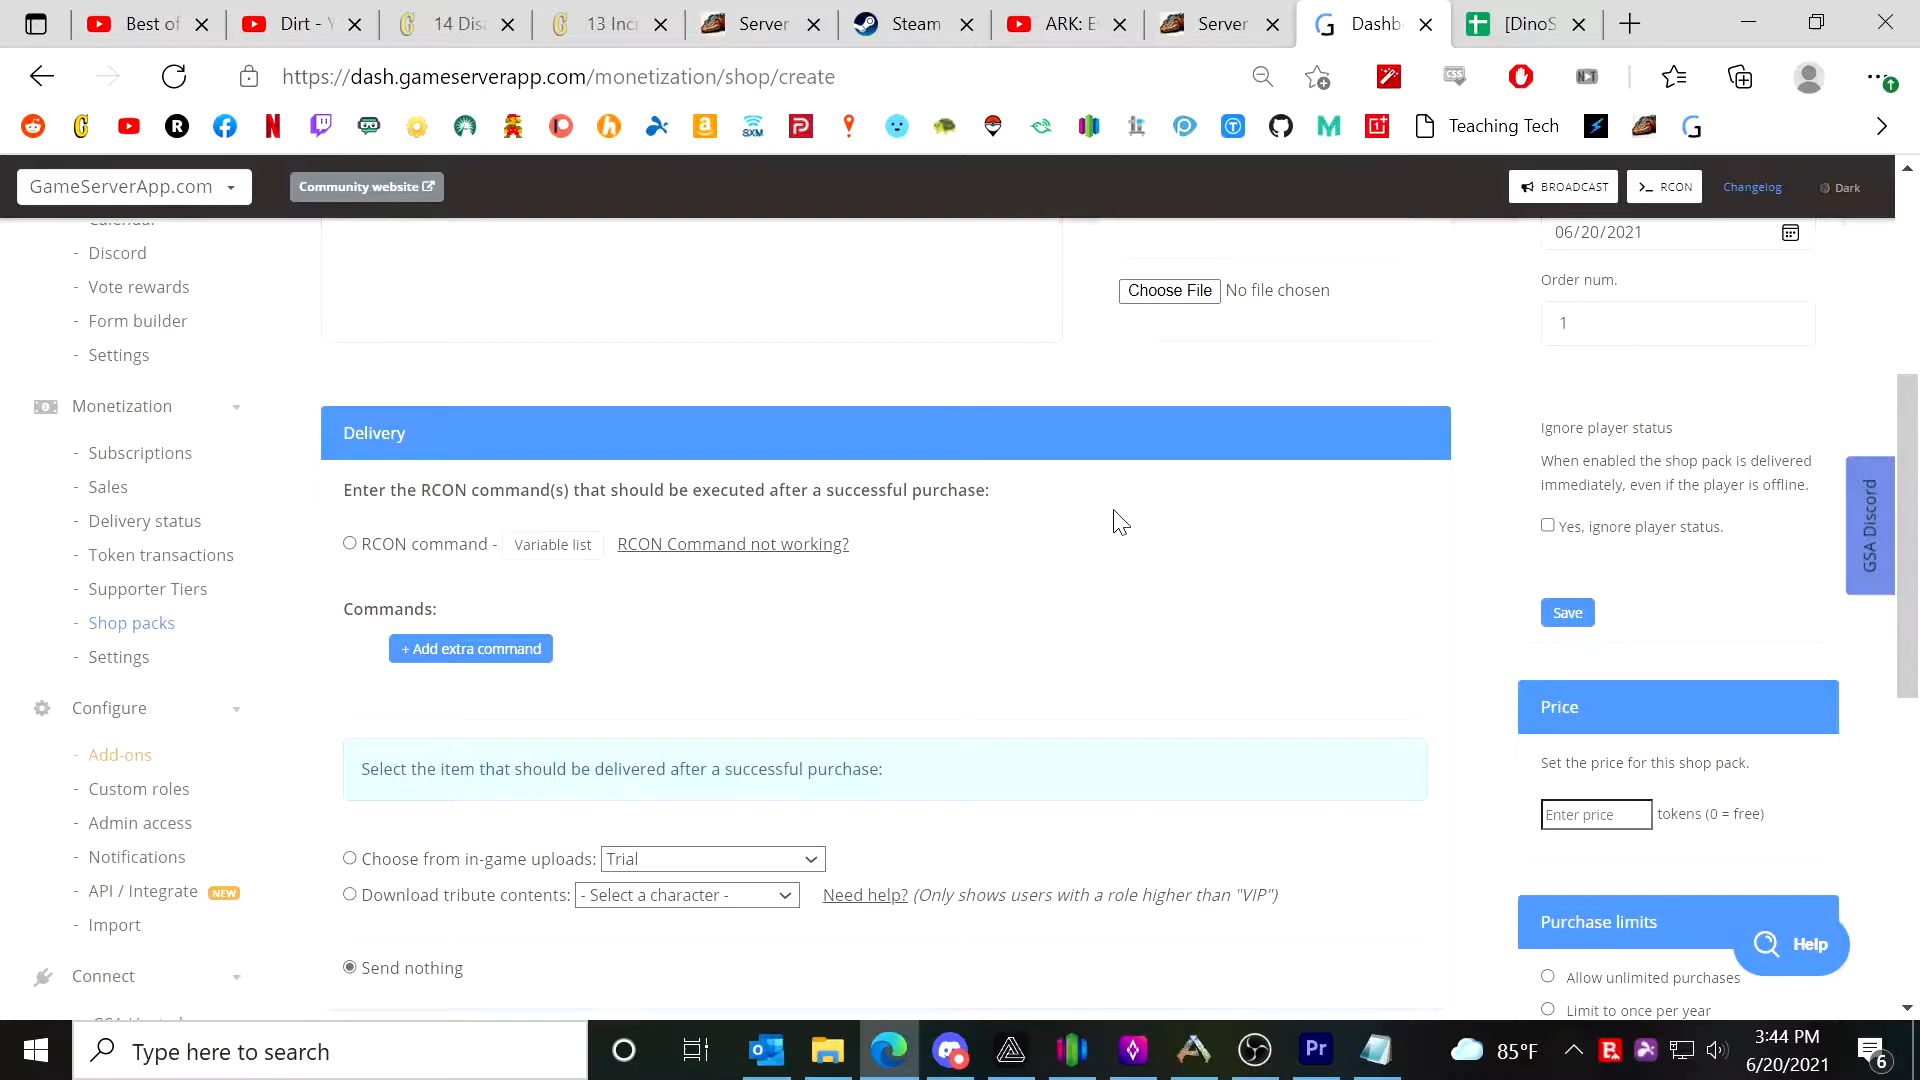 Best of
Dirt - Y
14 Disa
13 Incr
Server
Steam
ARK: E
Server
Dashb
[DinoS
https://dash.gameserverapp.com/monetization/shop/create
Teaching Tech
GameServerApp.com
Community website
BROADCAST
RCON
Changelog
Dark
Calendar
- Discord
- Vote rewards
- Form builder
- Settings
Monetization
- Subscriptions
- Sales
- Delivery status
- Token transactions
- Supporter Tiers
- Shop packs
- Settings
Configure
- Add-ons
- Custom roles
- Admin access
- Notifications
- API / Integrate NEW
- Import
Connect
Choose File No file chosen
Delivery
Enter the RCON command(s) that should be executed after a successful purchase:
RCON command - Variable list RCON Command not working?
Commands:
+ Add extra command
Select the item that should be delivered after a successful purchase:
Choose from in-game uploads: Trial
Download tribute contents: - Select a character - Need help? (Only shows users with a role higher than "VIP")
Send nothing
06/20/2021
Order num.
1
Ignore player status
When enabled the shop pack is delivered
immediately, even if the player is offline.
Yes, ignore player status.
Save
Price
Set the price for this shop pack.
Enter price tokens (0 = free)
Purchase limits
Allow unlimited purchases
Limit to once per year
GSA Discord
Help
Type here to search
85°F
3:44 PM
6/20/2021
6